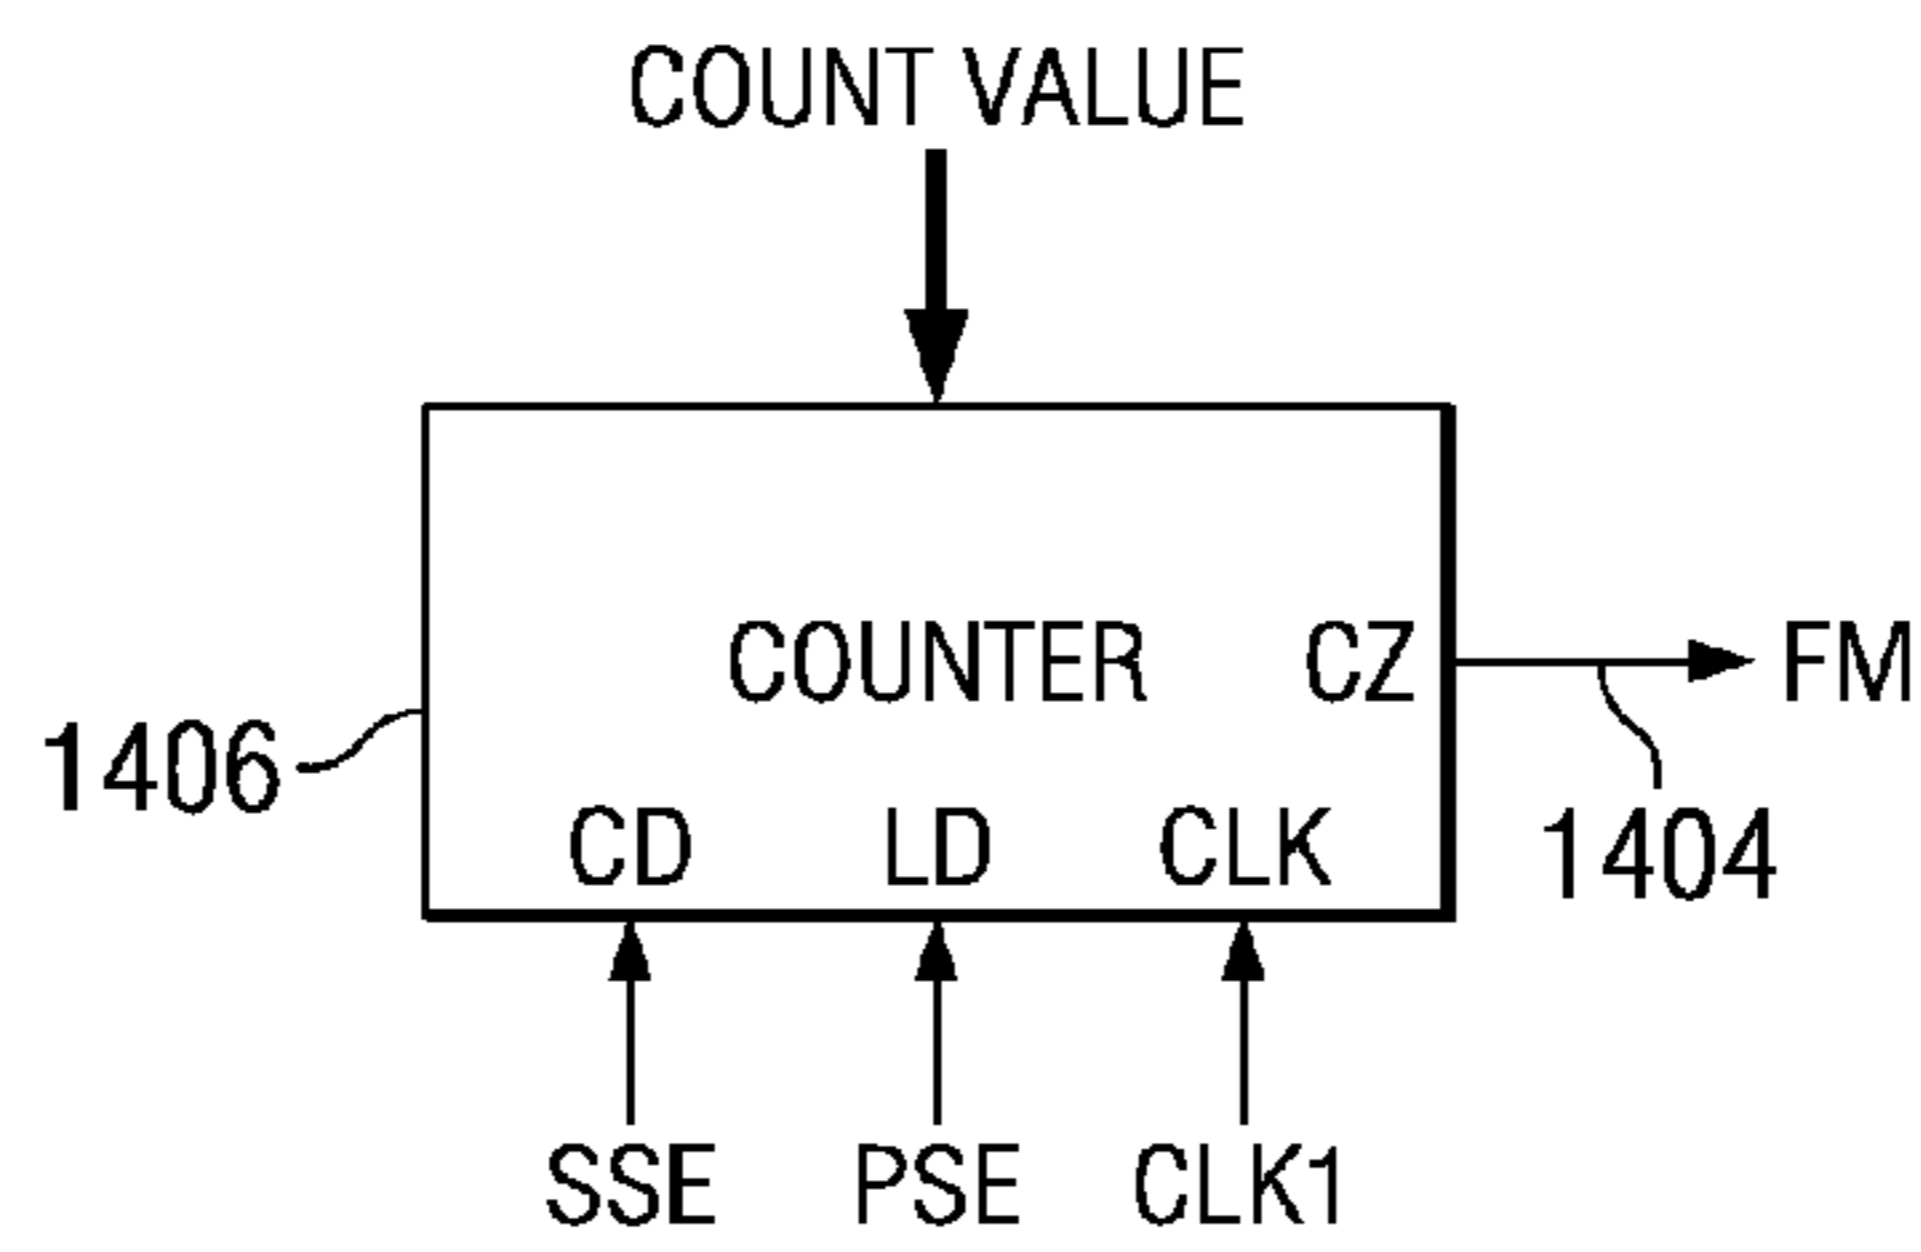 COUNT VALUE
COUNTER CZ FM
1406
CD LD CLK 1404
SSE PSE CLK1